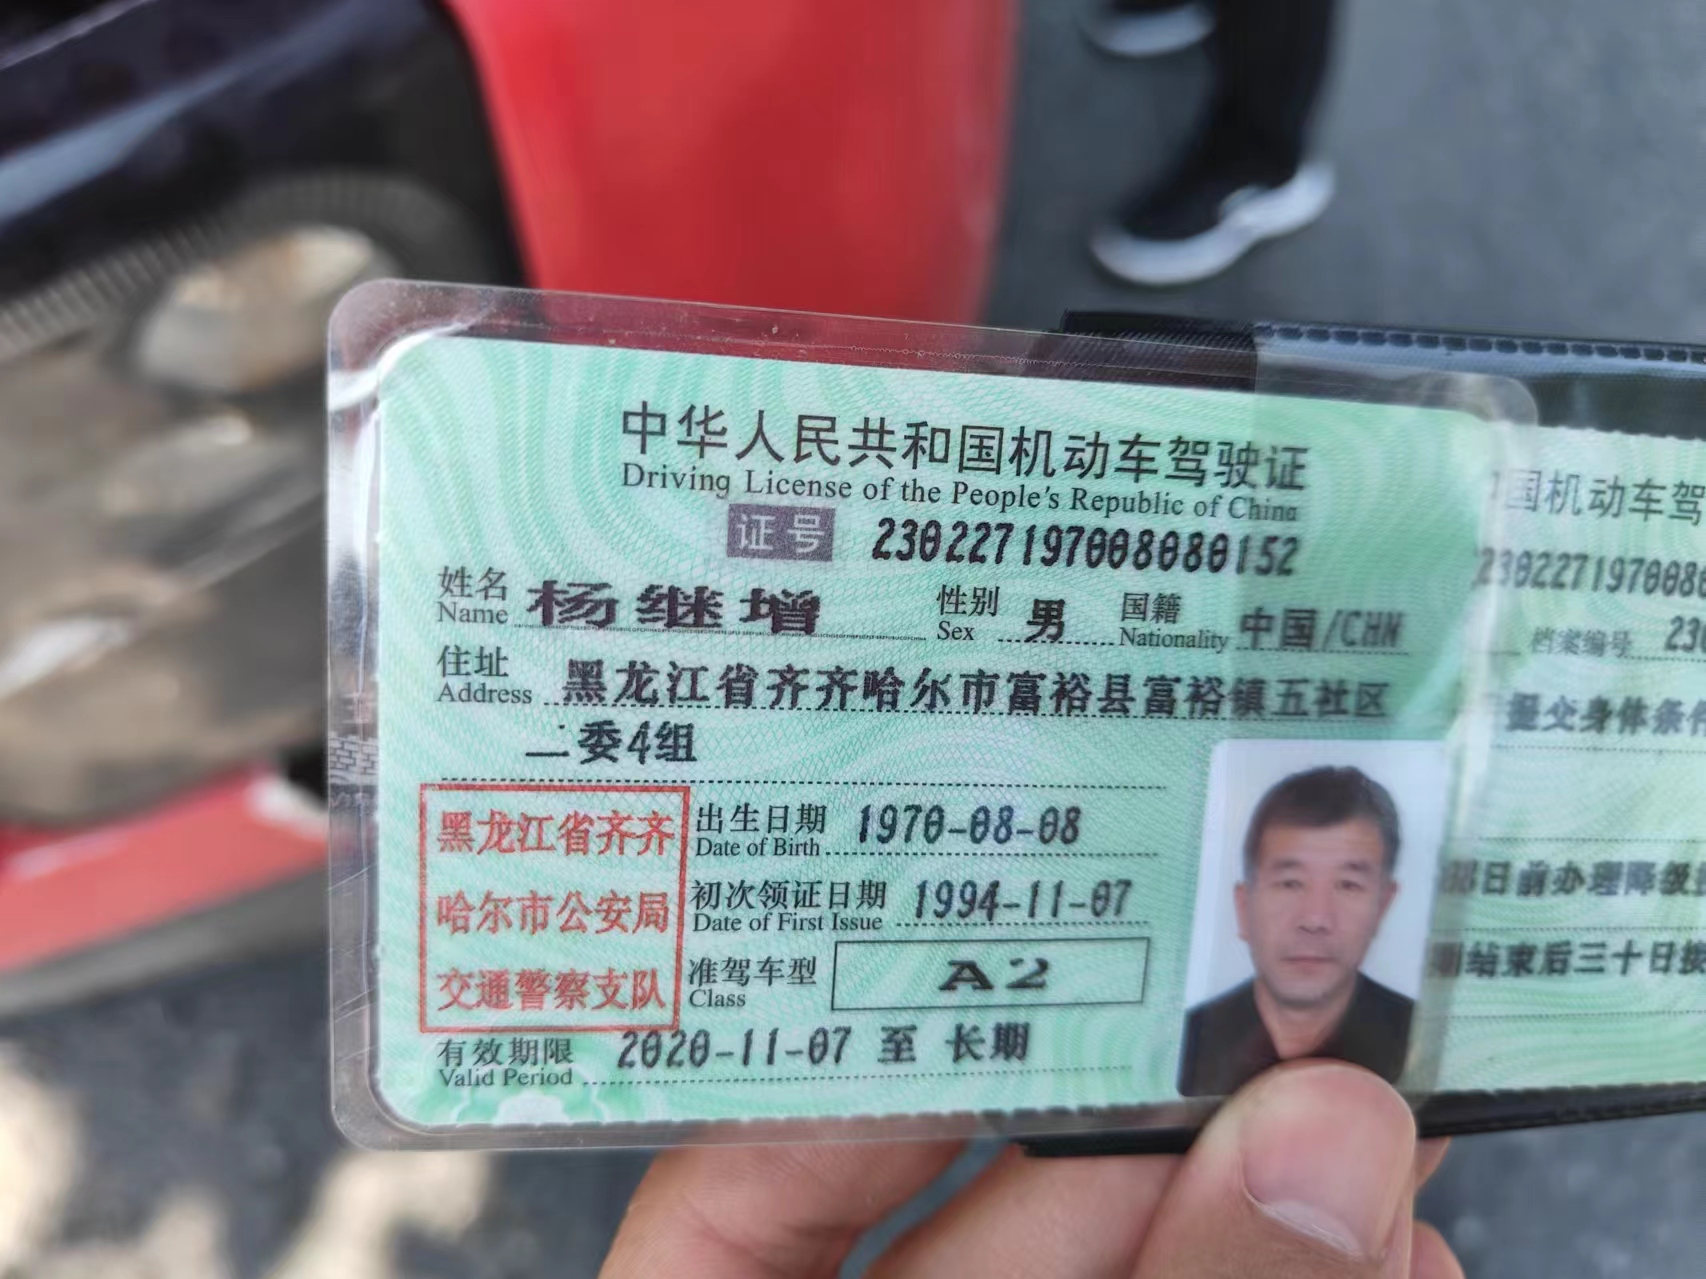 中华人民共和国机动车驾驶证
Driving License of the People's Republic of China
证号 230227197008080152
姓名 杨继增 性别 男 国籍 中国/CHN
Name Sex Nationality
住址 黑龙江省齐齐哈尔市富裕县富裕镇五社区
Address
二委4组
黑龙江省齐齐
哈尔市公安局
交通警察支队
出生日期 1970-08-08
Date of Birth
初次领证日期 1994-11-07
Date of First Issue
准驾车型 A2
Class
有效期限 2020-11-07 至 长期
Valid Period
国机动车驾
230227197008
档案编号 230
提交身体条件
日前办理降级
结束后三十日